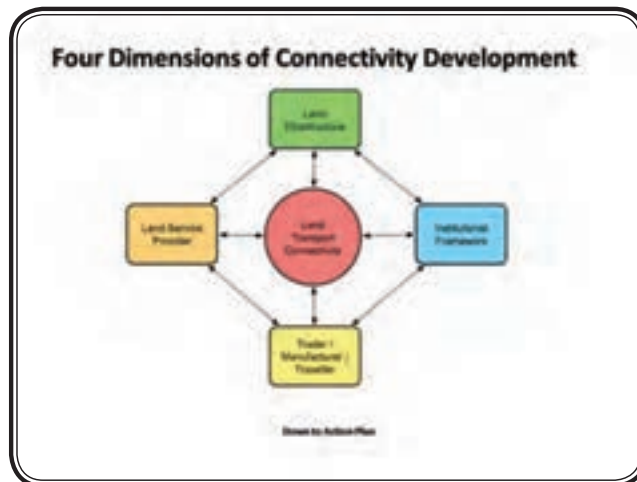 Four Dimensions of Connectivity Development
Land
Infrastructure
Land Service
Provider
Land
Transport
Connectivity
Institutional
Framework
Trader /
Manufacturer /
Traveller
Down to Action Plan